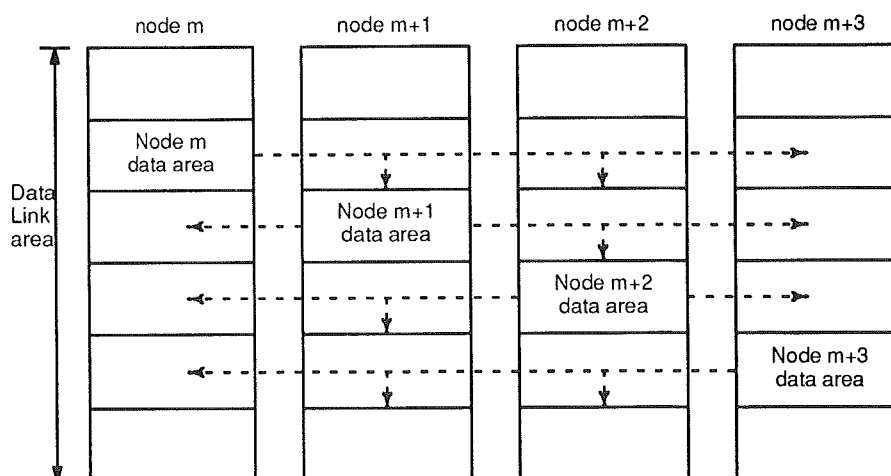 node m
node m+1
node m+2
node m+3
Data
Link
area
Node m
data area
Node m+1
data area
Node m+2
data area
Node m+3
data area